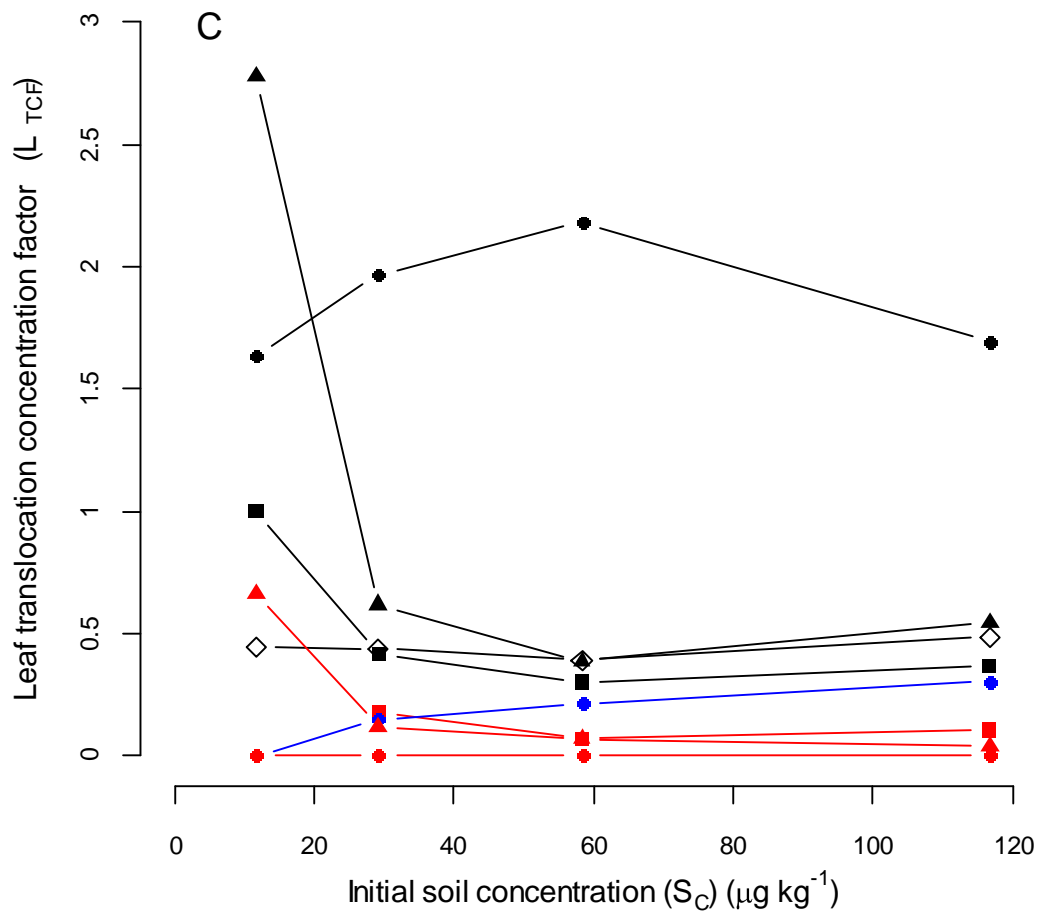 C
3
2.5
2
1.5
1
0.5
0
Leaf translocation concentration factor (L TCF)
0 20 40 60 80 100 120
Initial soil concentration (SC) (μg kg-1)